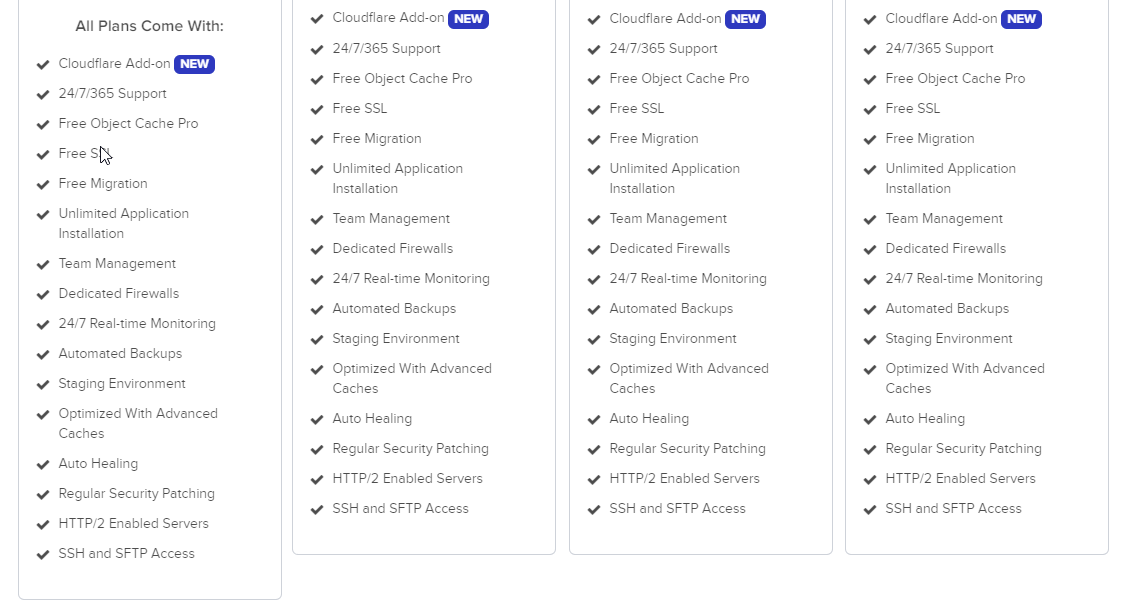 All Plans Come With:
Cloudflare Add-on NEW
24/7/365 Support
Free Object Cache Pro
Free
Free Migration
Unlimited Application
Installation
Team Management
Dedicated Firewalls
24/7 Real-time Monitoring
Automated Backups
Staging Environment
Optimized With Advanced
Caches
Auto Healing
Regular Security Patching
HTTP/2 Enabled Servers
SSH and SFTP Access
Cloudflare Add-on NEW
24/7/365 Support
Free Object Cache Pro
Free SSL
Free Migration
Unlimited Application
Installation
Team Management
Dedicated Firewalls
24/7 Real-time Monitoring
Automated Backups
Staging Environment
Optimized With Advanced
Caches
Auto Healing
Regular Security Patching
HTTP/2 Enabled Servers
SSH and SFTP Access
Cloudflare Add-on NEW
24/7/365 Support
Free Object Cache Pro
Free SSL
Free Migration
Unlimited Application
Installation
Team Management
Dedicated Firewalls
24/7 Real-time Monitoring
Automated Backups
Staging Environment
Optimized With Advanced
Caches
Auto Healing
Regular Security Patching
HTTP/2 Enabled Servers
SSH and SFTP Access
Cloudflare Add-on NEW
24/7/365 Support
Free Object Cache Pro
Free SSL
Free Migration
Unlimited Application
Installation
Team Management
Dedicated Firewalls
24/7 Real-time Monitoring
Automated Backups
Staging Environment
Optimized With Advanced
Caches
Auto Healing
Regular Security Patching
HTTP/2 Enabled Servers
SSH and SFTP Access